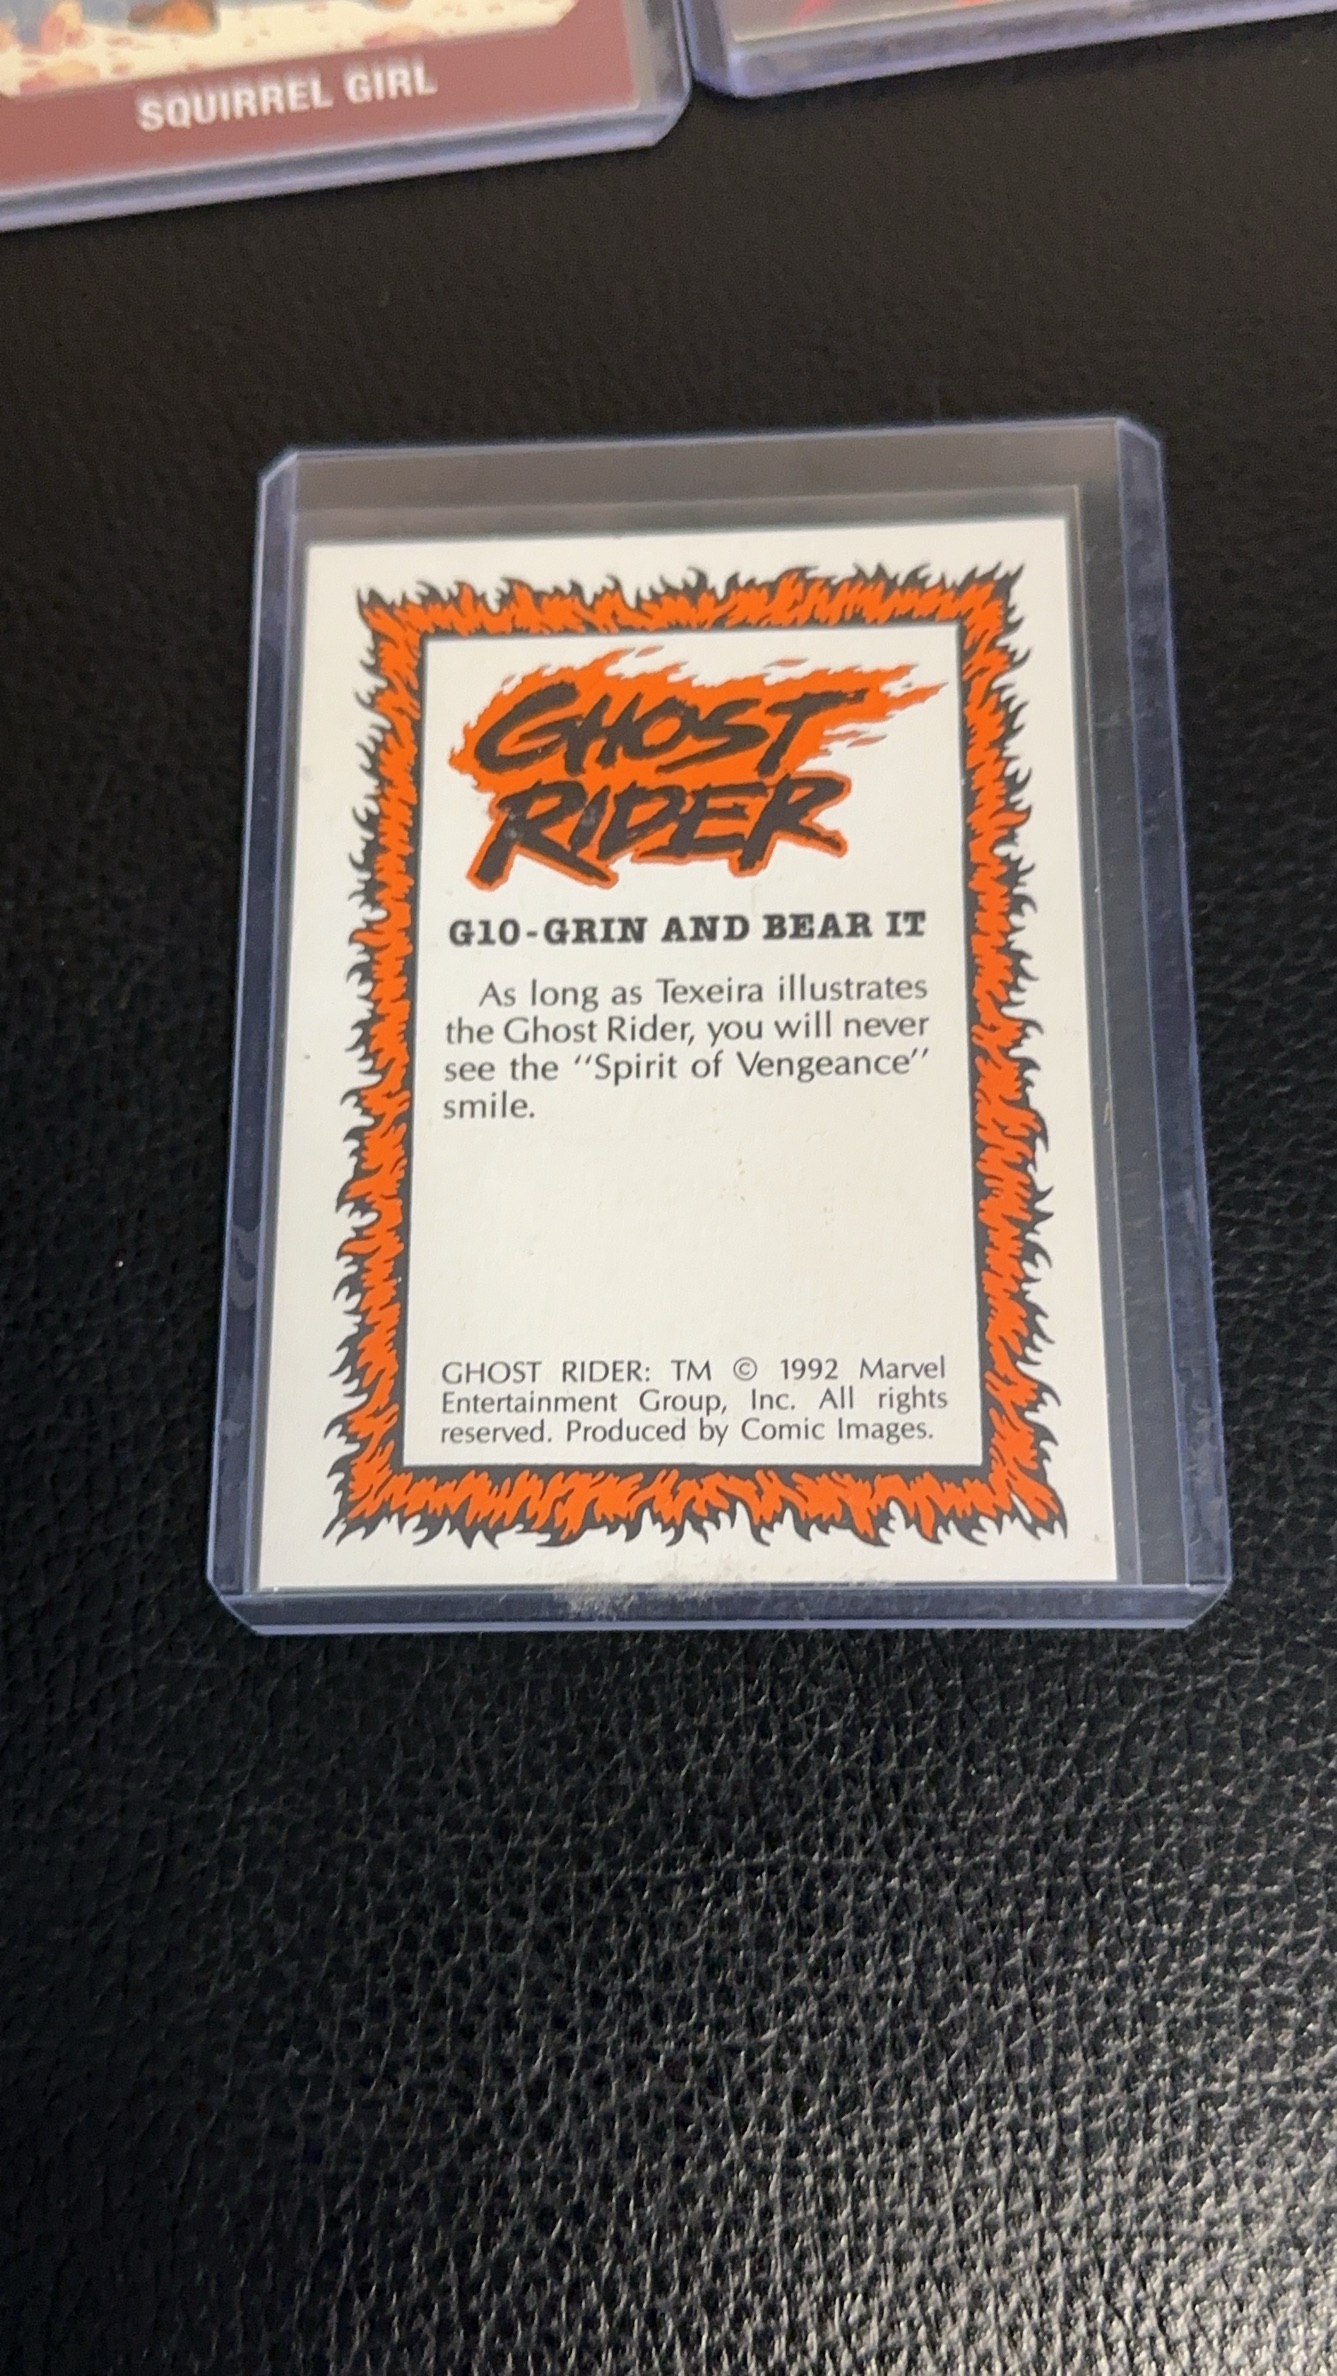 SQUIRREL GIRL
GHOST
RIDER
G10-GRIN AND BEAR IT
As long as Texeira illustrates
the Ghost Rider, you will never
see the ‘‘Spirit of Vengeance’’
smile.
GHOST RIDER: TM © 1992 Marvel
Entertainment Group, Inc. All rights
reserved. Produced by Comic Images.